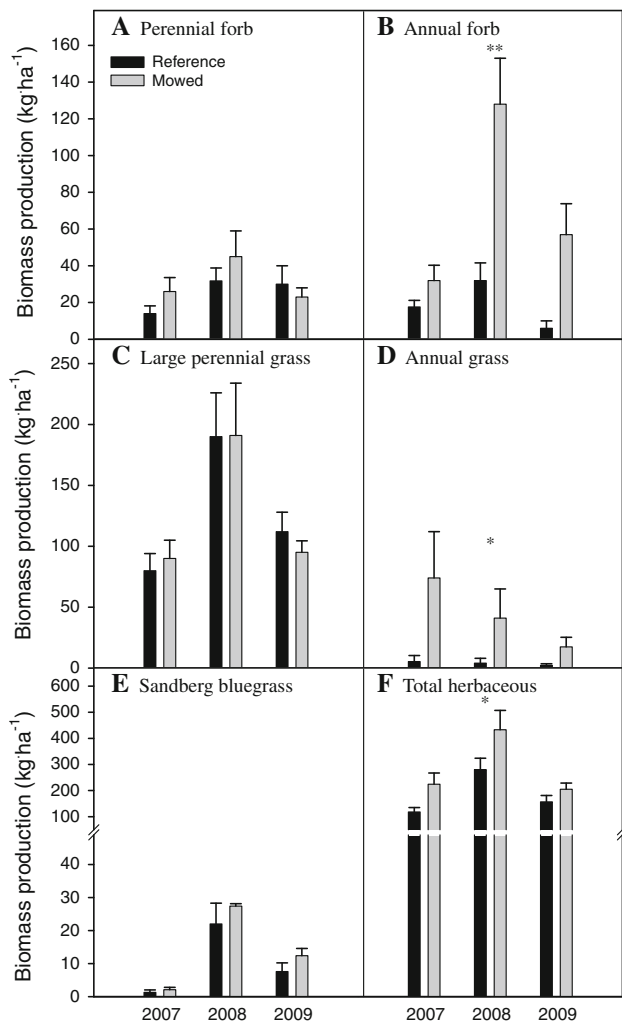 A Perennial forb
B Annual forb
Reference
Mowed
**
Biomass production (kg·ha-1)
160
140
120
100
80
60
40
20
0
C Large perennial grass
D Annual grass
*
Biomass production (kg·ha-1)
250
200
150
100
50
0
E Sandberg bluegrass
F Total herbaceous
*
Biomass production (kg·ha-1)
600
500
400
300
200
100
40
30
20
10
0
2007 2008 2009 2007 2008 2009